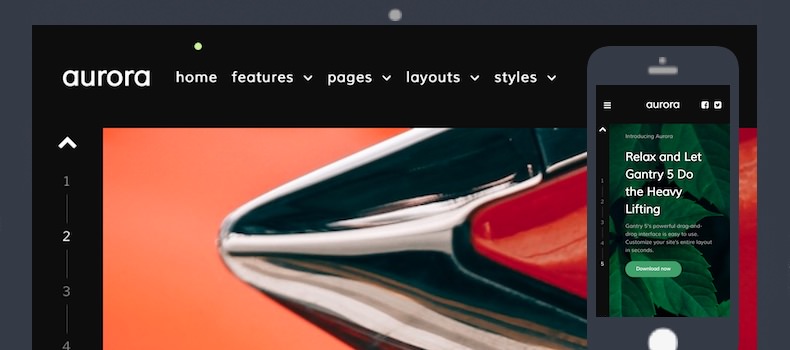 aurora home features pages layouts styles
1
2
3
4
aurora
Introducing Aurora
Relax and Let
Gantry 5 Do
the Heavy
Lifting
Gantry 5's powerful drag-and-
drop interface is easy to use.
Customize your site's entire layout
in seconds.
Download now
1
2
3
4
5